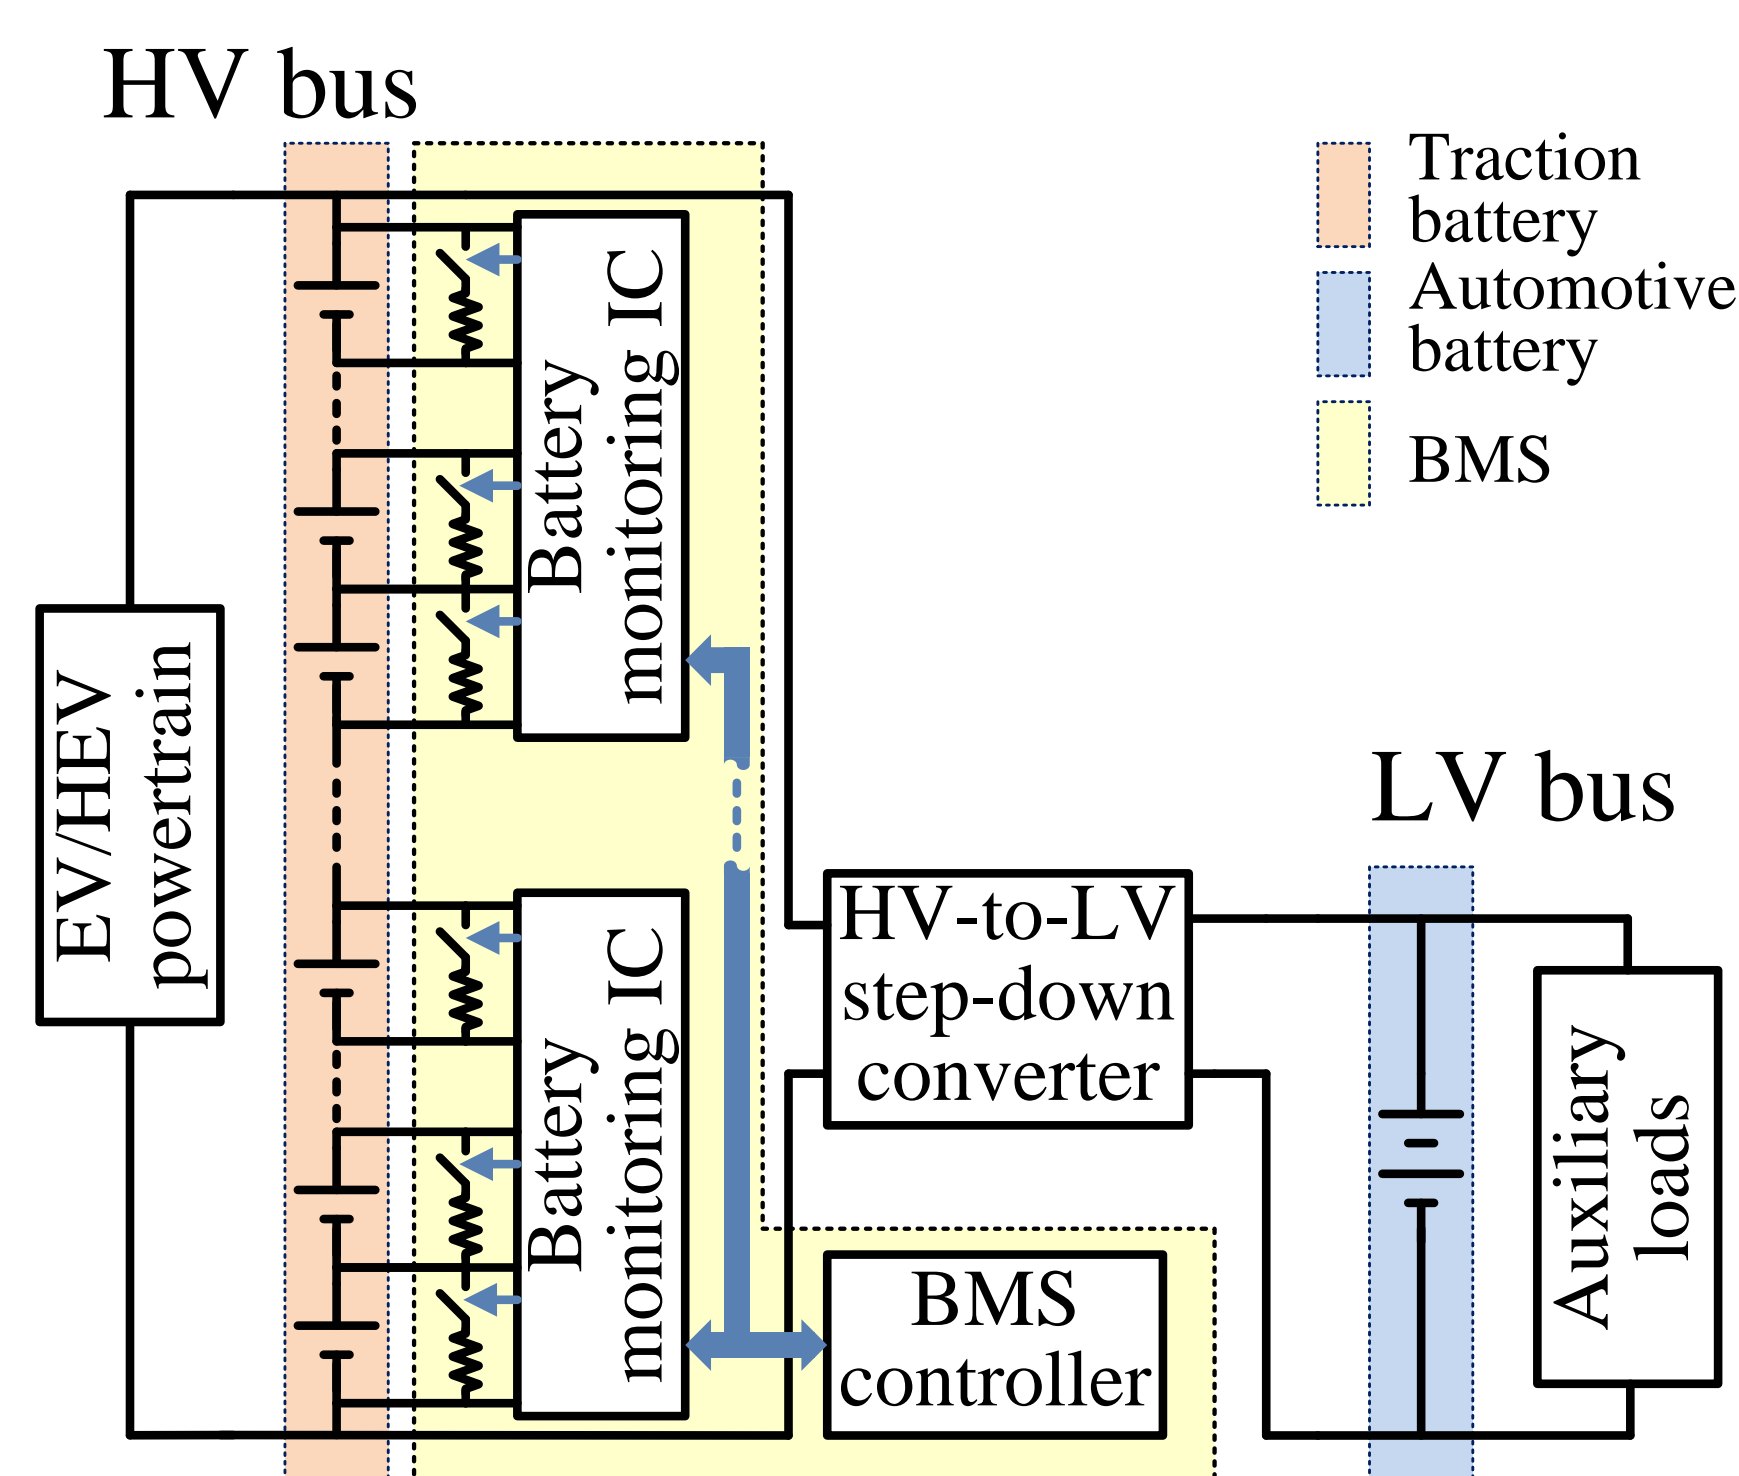 HV bus
Traction
battery
Automotive
battery
BMS
Battery
monitoring IC
EV/HEV
powertrain
LV bus
HV-to-LV
step-down
converter
Battery
monitoring IC
Auxiliary
loads
BMS
controller